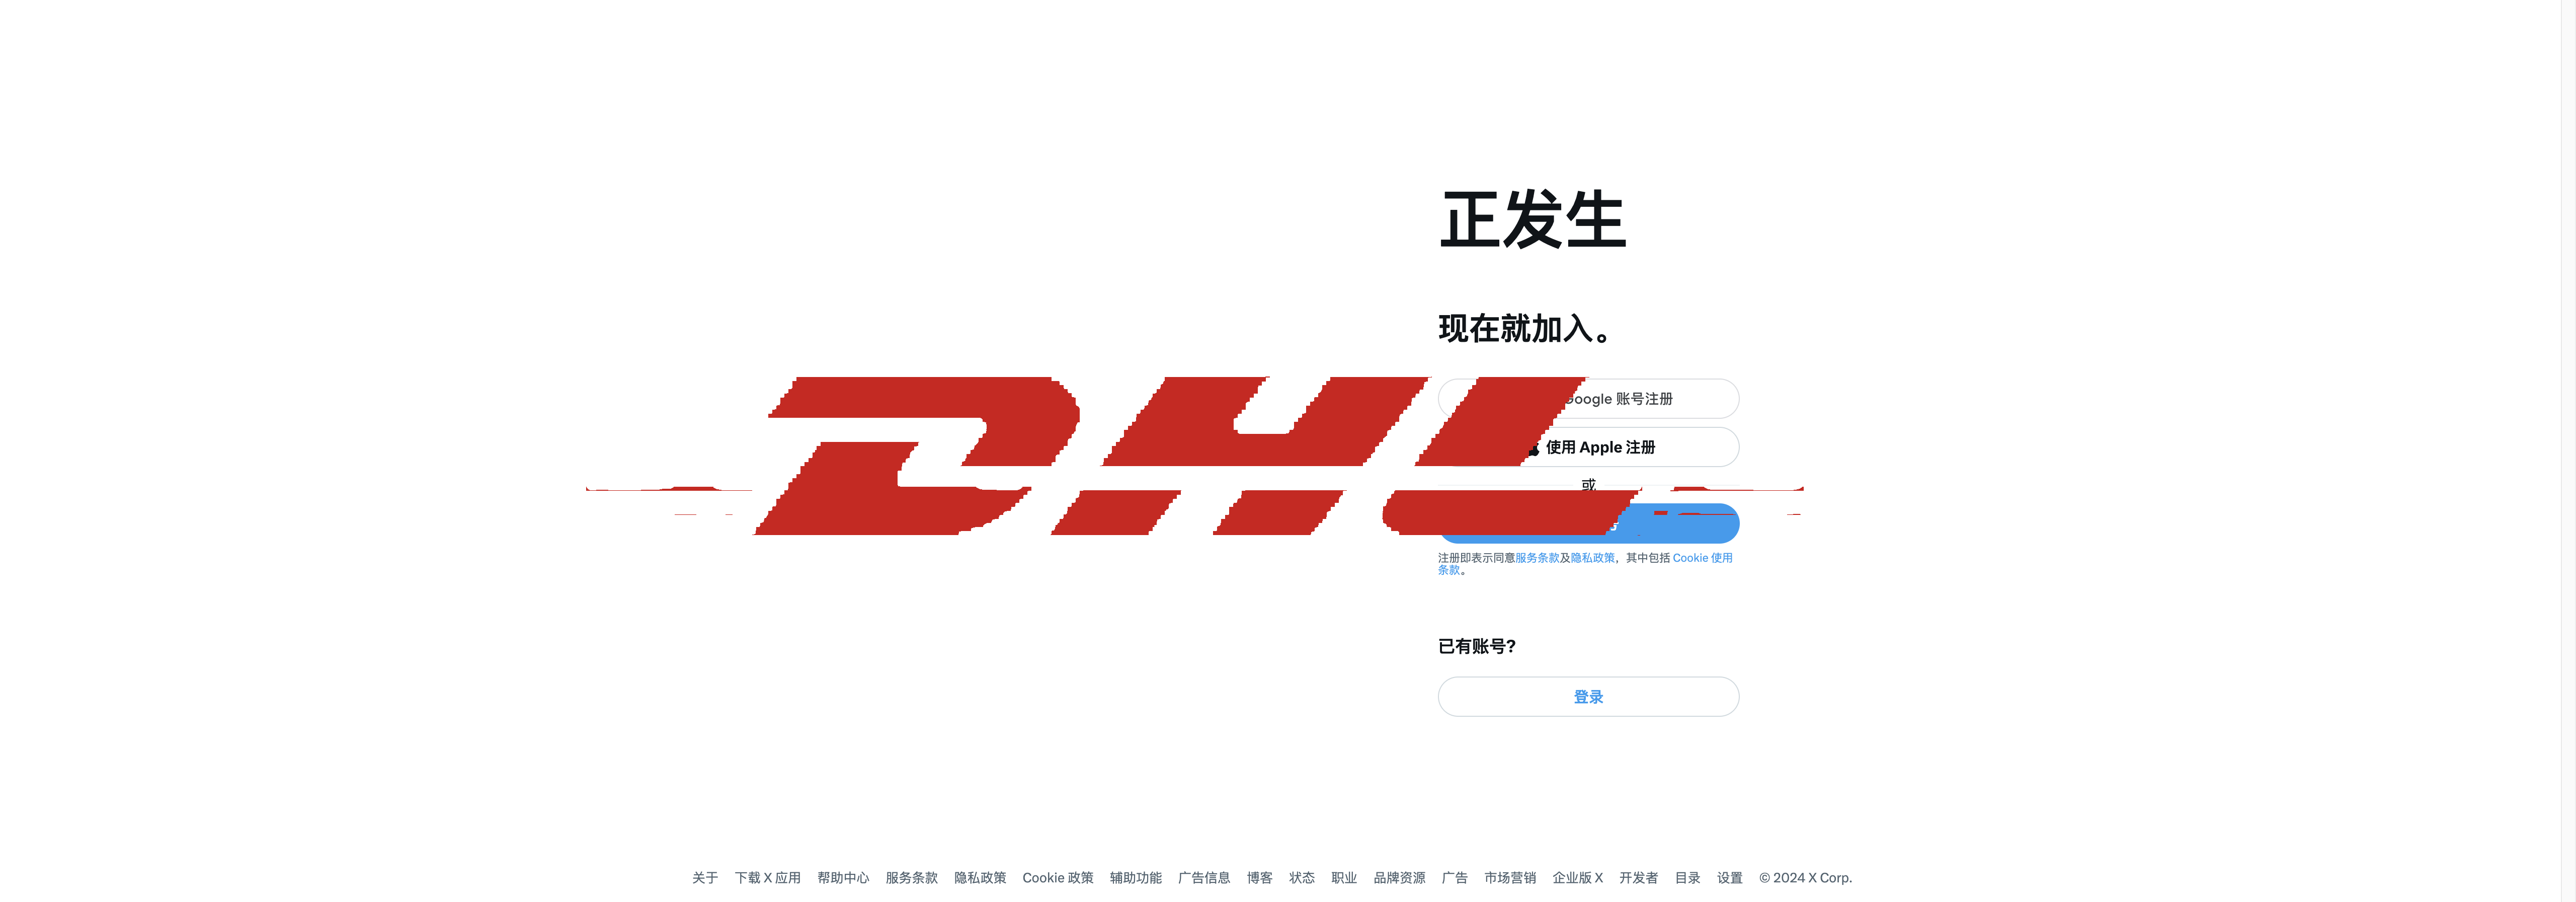 正发生
现在就加入。
DHL
Google 账号注册
使用 Apple 注册
或
注册即表示同意服务条款及隐私政策，其中包括 Cookie 使用
条款。
已有账号?
登录
关于 下载 X 应用 帮助中心 服务条款 隐私政策 Cookie 政策 辅助功能 广告信息 博客 状态 职业 品牌资源 广告 市场营销 企业版 X 开发者 目录 设置 © 2024 X Corp.